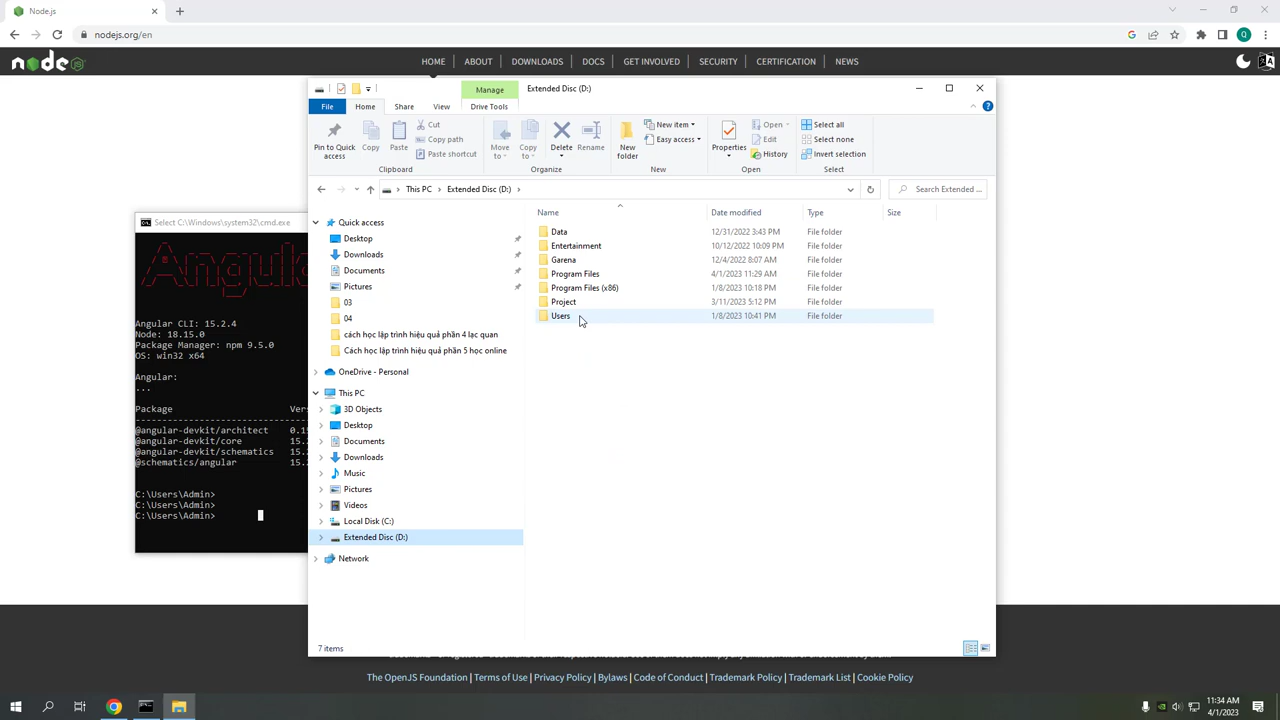 Node.js
nodejs.org/en
node
HOME
ABOUT
DOWNLOADS
DOCS
GET INVOLVED
SECURITY
CERTIFICATION
NEWS
Manage
Extended Disc (D:)
File
Home
Share
View
Drive Tools
Pin to Quick access
Copy
Paste
Cut
Copy path
Paste shortcut
Clipboard
Move to
Copy to
Delete
Rename
Organize
New folder
New item
Easy access
New
Properties
Open
Edit
History
Open
Select all
Select none
Invert selection
Select
This PC
Extended Disc (D:)
Search Extended ...
Select C:\Windows\system32\cmd.exe
Angular CLI: 15.2.4
Node: 18.15.0
Package Manager: npm 9.5.0
OS: win32 x64
Angular:
...
Package
@angular-devkit/architect 0.1
@angular-devkit/core 15.
@angular-devkit/schematics 15.
@schematics/angular 15.
C:\Users\Admin>
C:\Users\Admin>
C:\Users\Admin>
Quick access
Desktop
Downloads
Documents
Pictures
03
04
cách học lập trình hiệu quả phần 4 lạc quan
Cách học lập trình hiệu quả phần 5 học online
OneDrive - Personal
This PC
3D Objects
Desktop
Documents
Downloads
Music
Pictures
Videos
Local Disk (C:)
Extended Disc (D:)
Network
Name Date modified Type Size
Data 12/31/2022 3:43 PM File folder
Entertainment 10/12/2022 10:09 PM File folder
Garena 12/4/2022 8:07 AM File folder
Program Files 4/1/2023 11:29 AM File folder
Program Files (x86) 1/8/2023 10:18 PM File folder
Project 3/11/2023 5:12 PM File folder
Users 1/8/2023 10:41 PM File folder
7 items
The OpenJS Foundation | Terms of Use | Privacy Policy | Bylaws | Code of Conduct | Trademark Policy | Trademark List | Cookie Policy
11:34 AM
4/1/2023